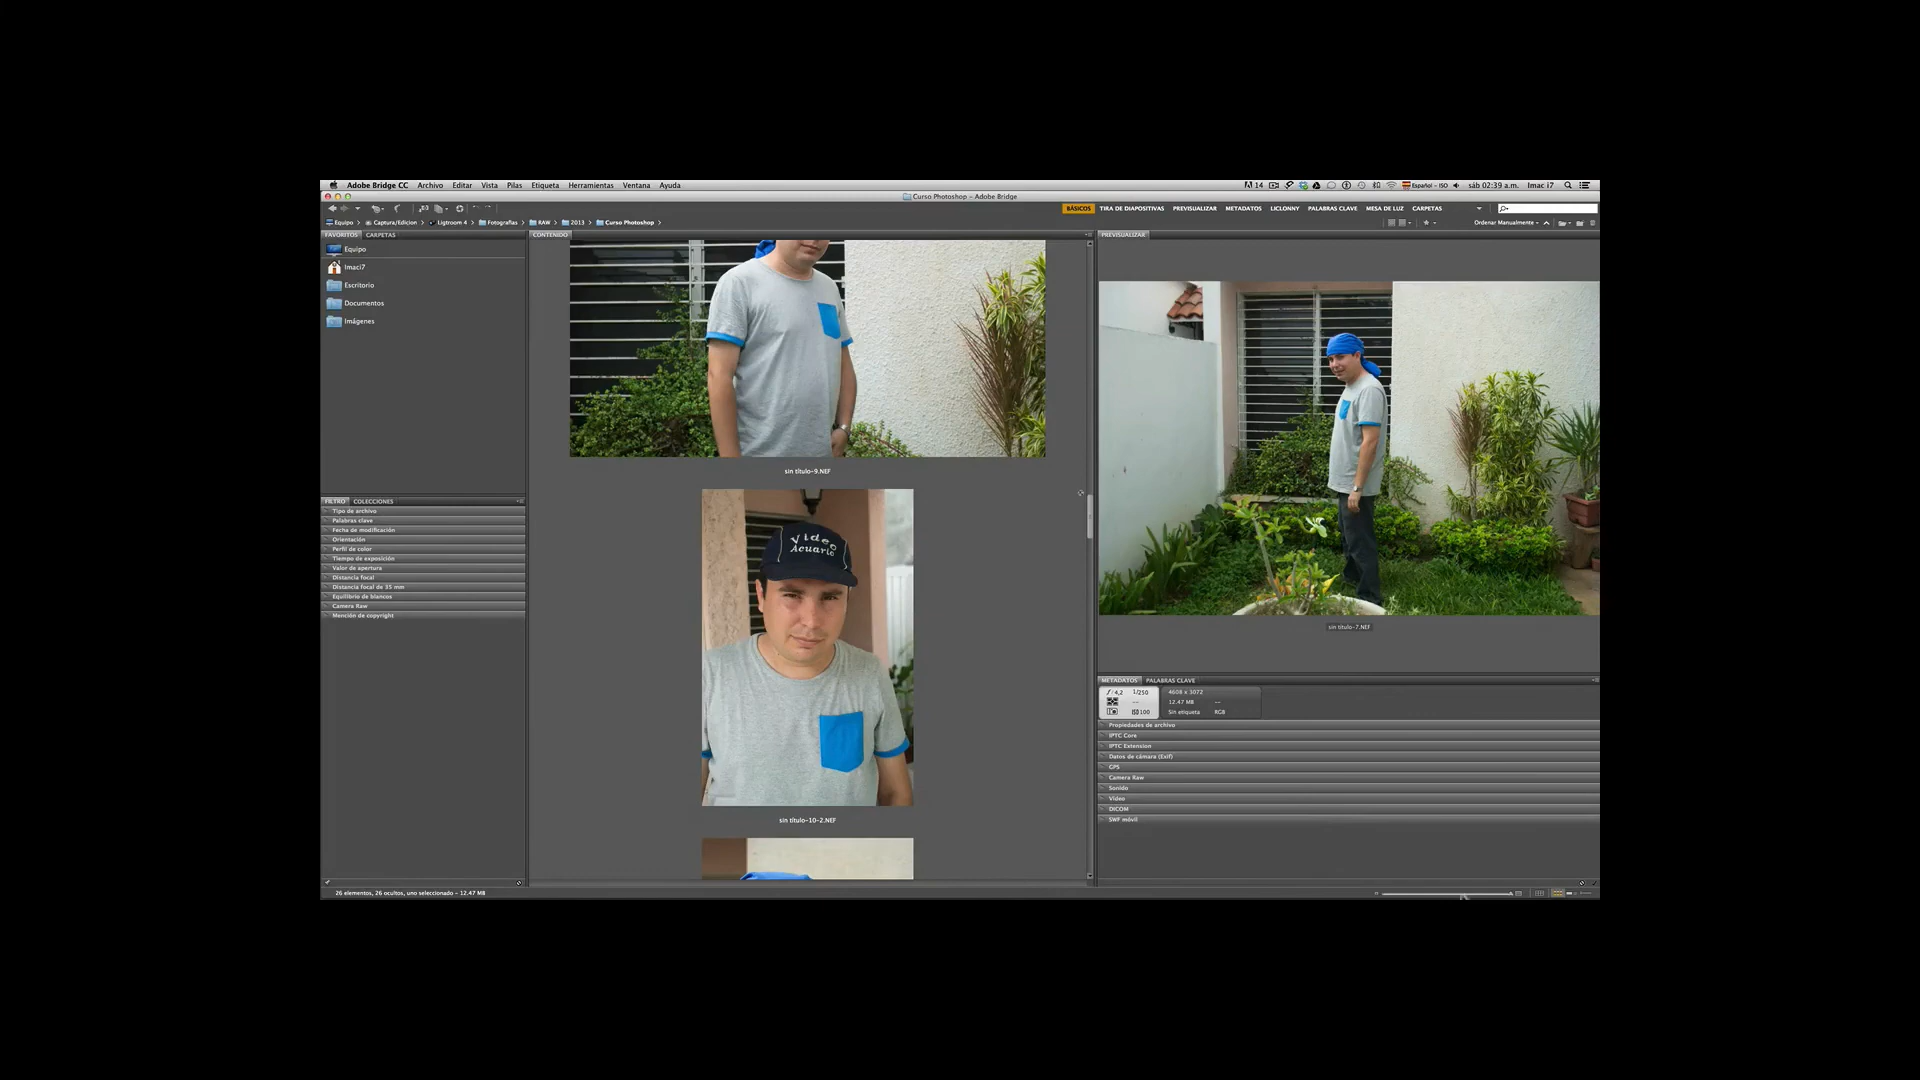 Adobe Bridge CC Archivo Editar Vista Pilas Etiqueta Herramientas Ventana Ayuda
14 Español - ISO sáb 02:39 a.m. Imac i7
Curso Photoshop - Adobe Bridge
BÁSICOS TIRA DE DIAPOSITIVAS PREVISUALIZAR METADATOS LICLONNY PALABRAS CLAVE MESA DE LUZ CARPETAS
Equipo Captura/Edicion Ligtroom 4 Fotografias RAW 2013 Curso Photoshop
Ordenar Manualmente
FAVORITOS CARPETAS
Equipo
Imaci7
Escritorio
Documentos
Imágenes
FILTRO COLECCIONES
Tipo de archivo
Palabras clave
Fecha de modificación
Orientación
Perfil de color
Tiempo de exposición
Valor de apertura
Distancia focal
Distancia focal de 35 mm
Equilibrio de blancos
Camera Raw
Mención de copyright
26 elementos, 26 ocultos, uno seleccionado - 12.47 MB
CONTENIDO
sin título-9.NEF
Video
Acuario
sin título-10-2.NEF
PREVISUALIZAR
sin título-7.NEF
METADATOS PALABRAS CLAVE
f/4,2 1/250
-- 
ISO 100
4608 x 3072
12.47 MB --
Sin etiqueta RGB
Propiedades de archivo
IPTC Core
IPTC Extension
Datos de cámara (Exif)
GPS
Camera Raw
Sonido
Vídeo
DICOM
SWF móvil